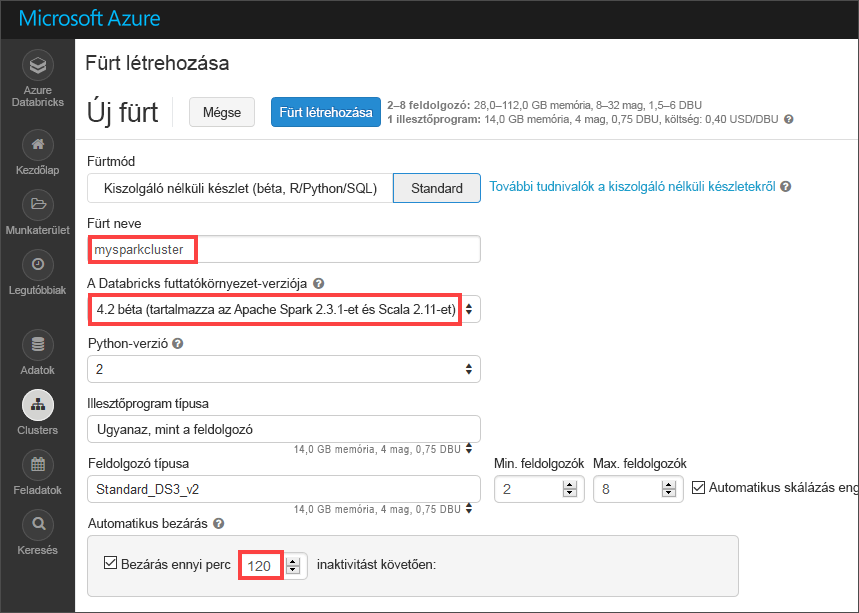 Microsoft Azure
Azure
Databricks
Kezdőlap
Munkaterület
Legutóbbiak
Adatok
Clusters
Feladatok
Keresés
Fürt létrehozása
Új fürt
Mégse
Fürt létrehozása
2–8 feldolgozó: 28,0–112,0 GB memória, 8–32 mag, 1,5–6 DBU
1 illesztőprogram: 14,0 GB memória, 4 mag, 0,75 DBU, költség: 0,40 USD/DBU
Fürtmód
Kiszolgáló nélküli készlet (béta, R/Python/SQL) Standard További tudnivalók a kiszolgáló nélküli készletekről
Fürt neve
mysparkcluster
A Databricks futtatókörnyezet-verziója
4.2 béta (tartalmazza az Apache Spark 2.3.1-et és Scala 2.11-et)
Python-verzió
2
Illesztőprogram típusa
Ugyanaz, mint a feldolgozó
14,0 GB memória, 4 mag, 0,75 DBU
Feldolgozó típusa Min. feldolgozók Max. feldolgozók
Standard_DS3_v2 2 8 Automatikus skálázás eng
14,0 GB memória, 4 mag, 0,75 DBU
Automatikus bezárás
Bezárás ennyi perc 120 inaktivitást követően: